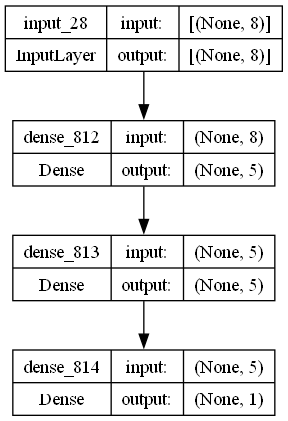 input_28 input: [(None, 8)]
InputLayer output: [(None, 8)]
dense_812 input: (None, 8)
Dense output: (None, 5)
dense_813 input: (None, 5)
Dense output: (None, 5)
dense_814 input: (None, 5)
Dense output: (None, 1)